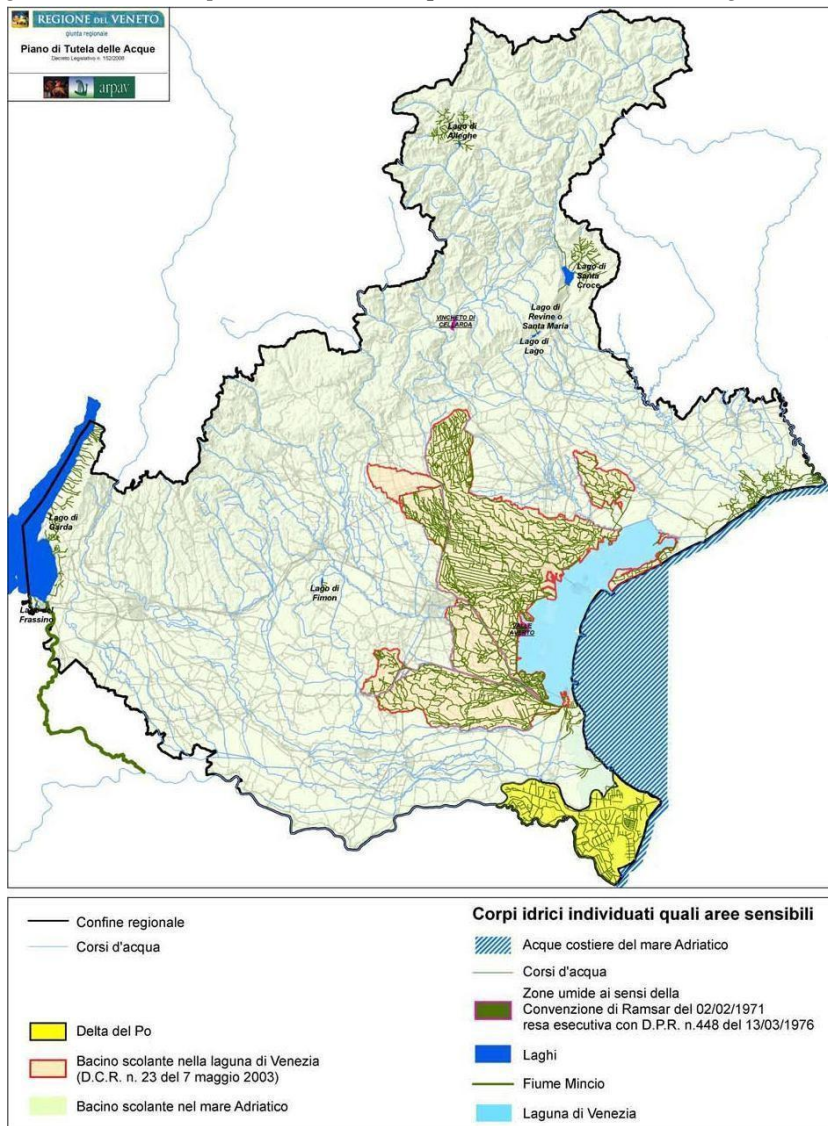 REGIONE DEL VENETO
giunta regionale
Piano di Tutela delle Acque
Decreto Legislativo n. 152/2006
arpav
Lago di
Alleghe
Lago di
Santa
Croce
Lago di
Revine o
Santa Maria
Lago di
Lago
VINCHETO DI
CELLARDA
Lago di
Garda
Lago di
Fimon
Frassino
VALLE
AVERTO
Confine regionale
Corsi d'acqua
Delta del Po
Bacino scolante nella laguna di Venezia
(D.C.R. n. 23 del 7 maggio 2003)
Bacino scolante nel mare Adriatico
Corpi idrici individuati quali aree sensibili
Acque costiere del mare Adriatico
Corsi d'acqua
Zone umide ai sensi della
Convenzione di Ramsar del 02/02/1971
resa esecutiva con D.P.R. n.448 del 13/03/1976
Laghi
Fiume Mincio
Laguna di Venezia